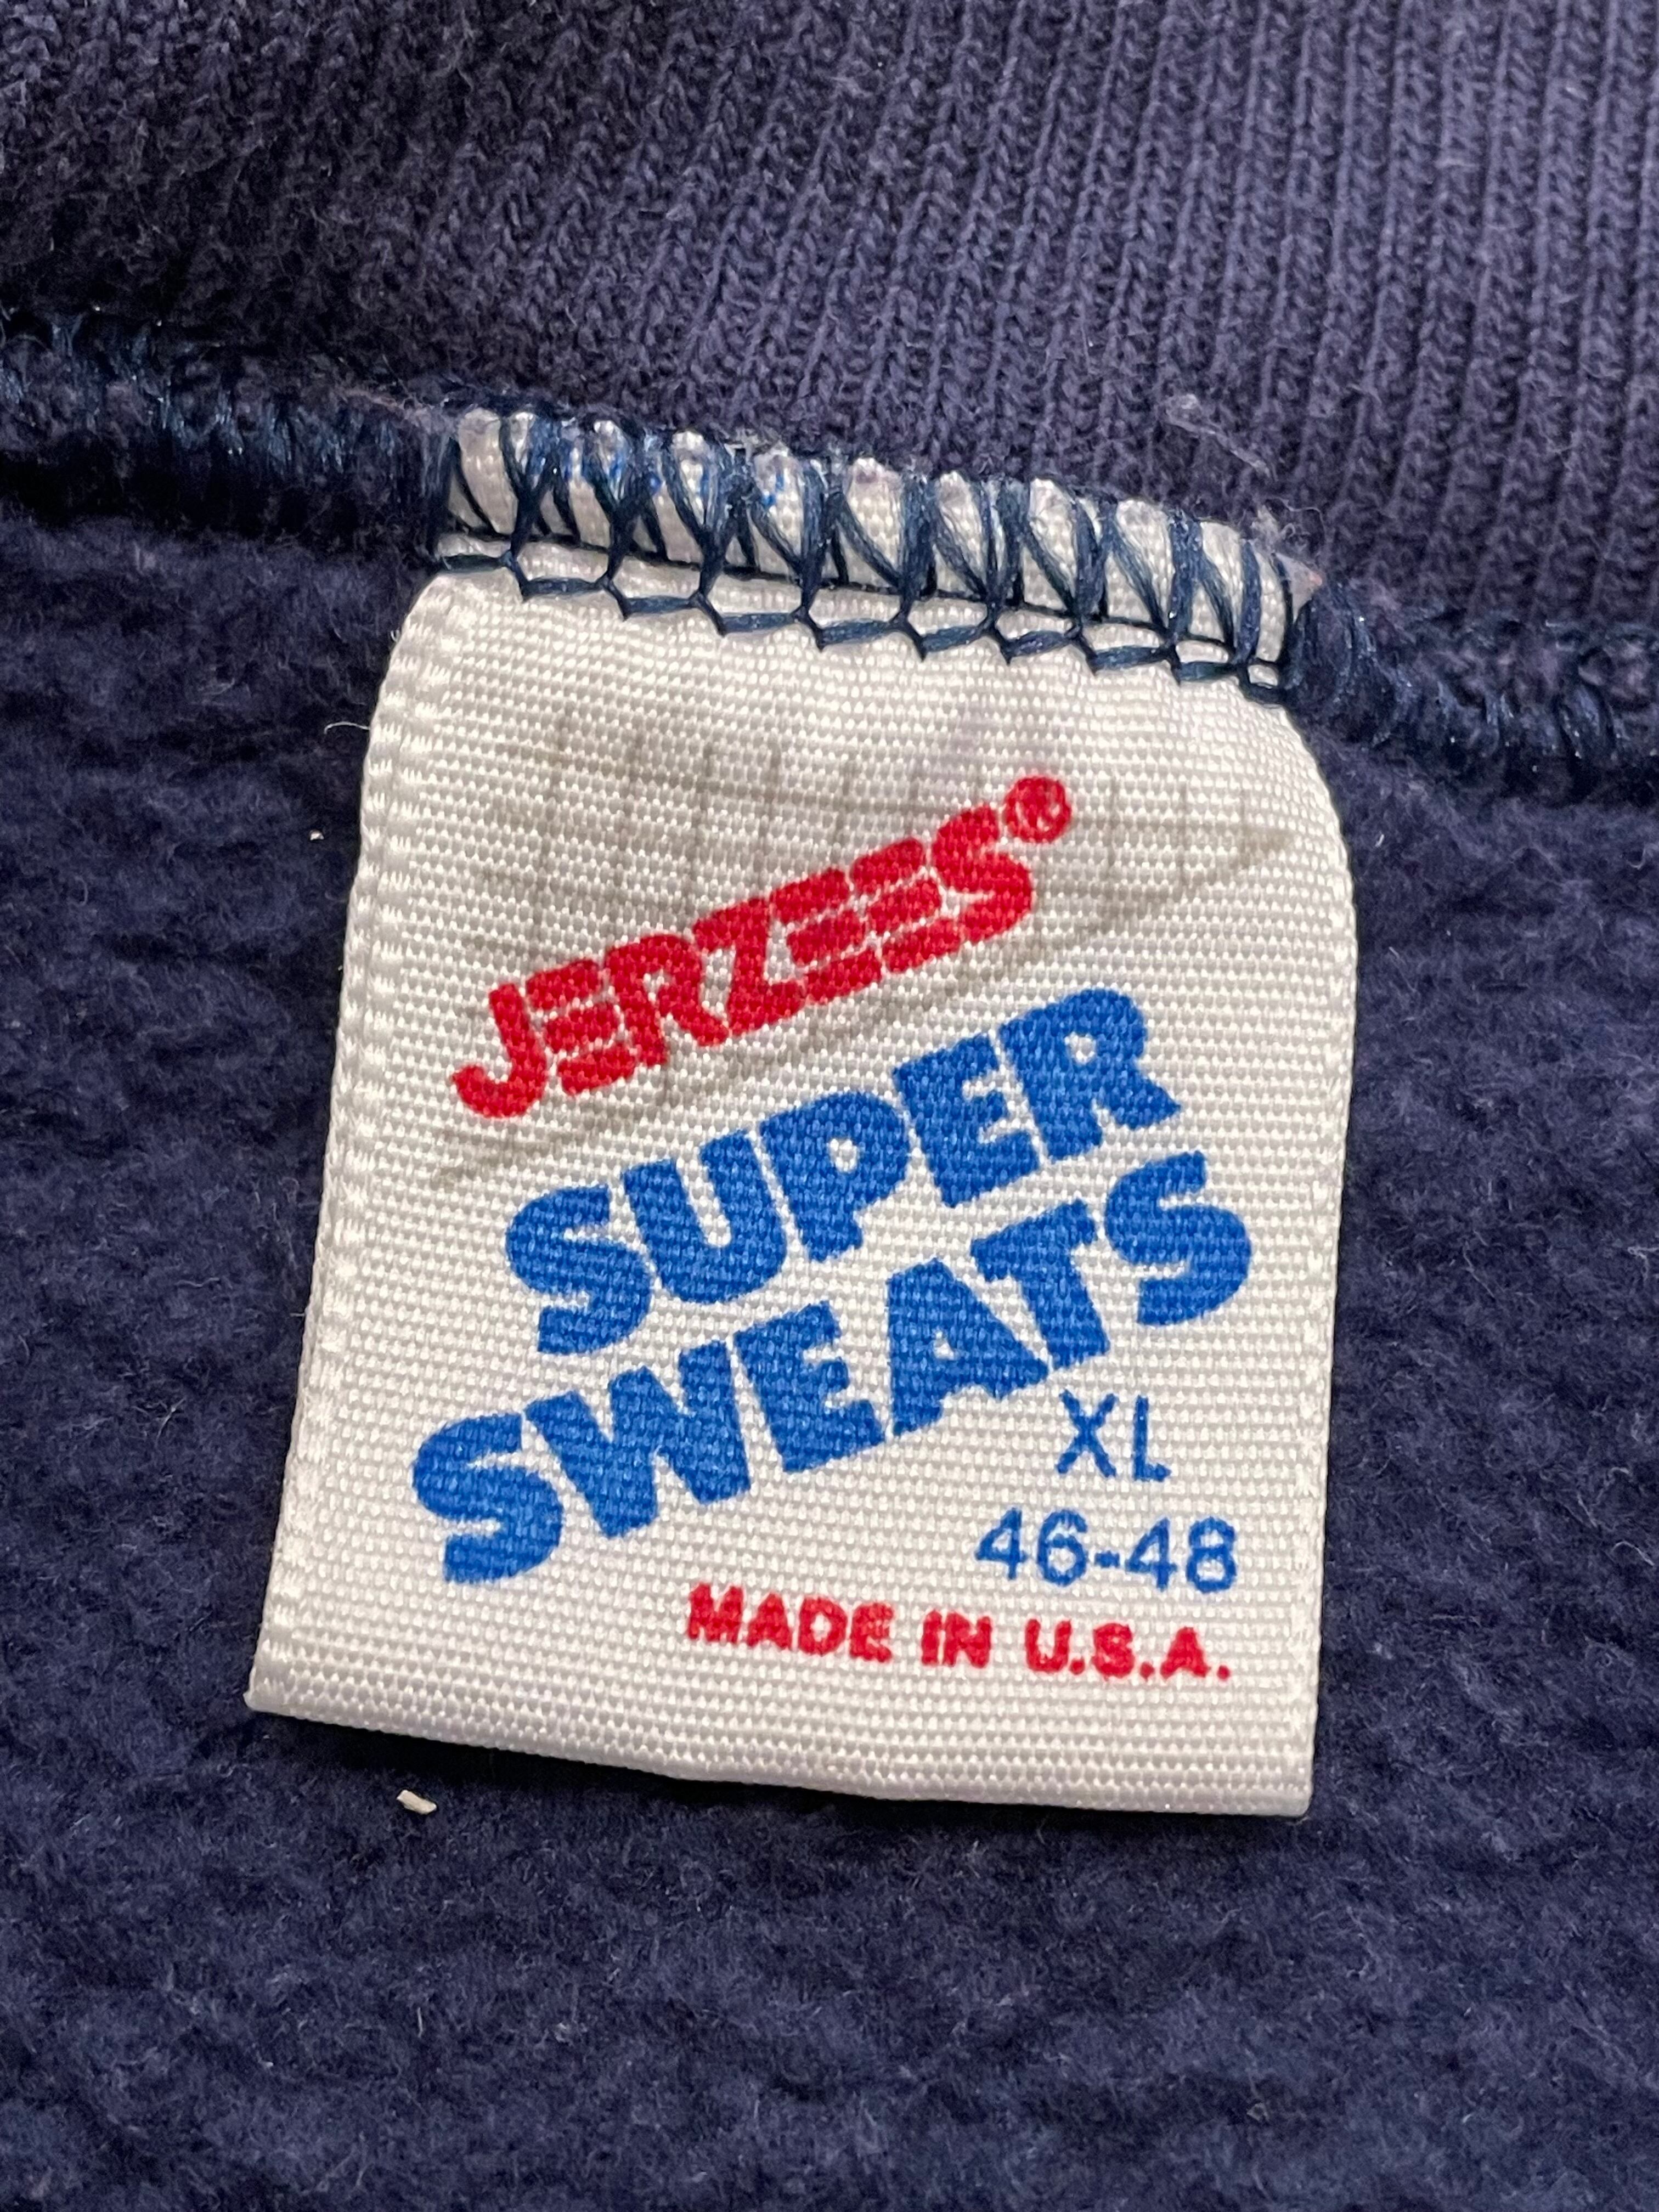 JERZEES®
SUPER
SWEATS
XL
46-48
MADE IN U.S.A.